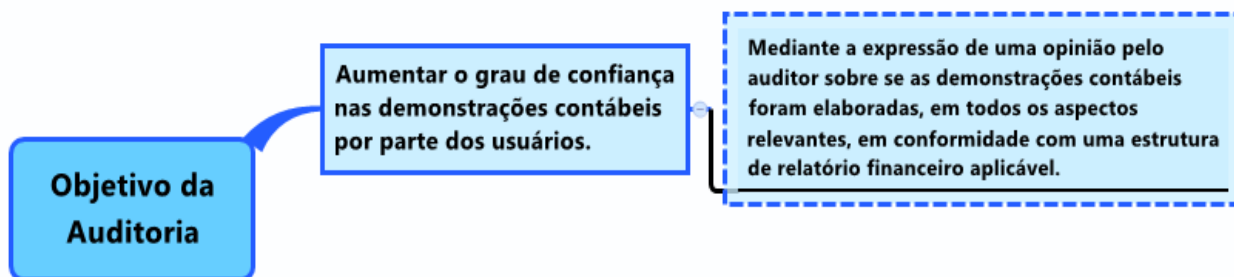 Objetivo da
Auditoria
Aumentar o grau de confiança
nas demonstrações contábeis
por parte dos usuários.
Mediante a expressão de uma opinião pelo
auditor sobre se as demonstrações contábeis
foram elaboradas, em todos os aspectos
relevantes, em conformidade com uma estrutura
de relatório financeiro aplicável.